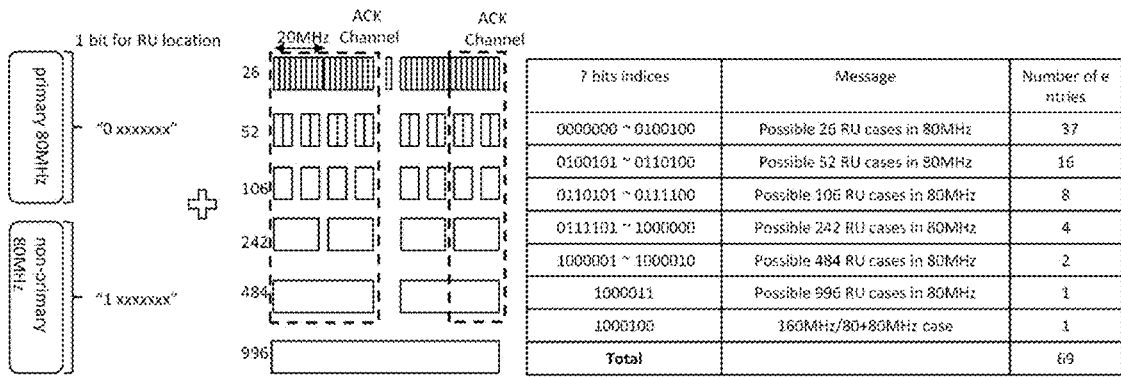 1 bit for RU location
primary 80MHz
"0 xxxxxxx"
non-primary
80MHz
"1 xxxxxxx"
ACK
Channel
ACK
Channel
20MHz
26
52
106
242
484
996
7 bits indices Message Number of e
ntries
0000000 ~ 0100100 Possible 26 RU cases in 80MHz 37
0100101 ~ 0110100 Possible 52 RU cases in 80MHz 16
0110101 ~ 0111100 Possible 106 RU cases in 80MHz 8
0111101 ~ 1000000 Possible 242 RU cases in 80MHz 4
1000001 ~ 1000010 Possible 484 RU cases in 80MHz 2
1000011 Possible 996 RU cases in 80MHz 1
1000100 160MHz/80+80MHz case 1
Total 69